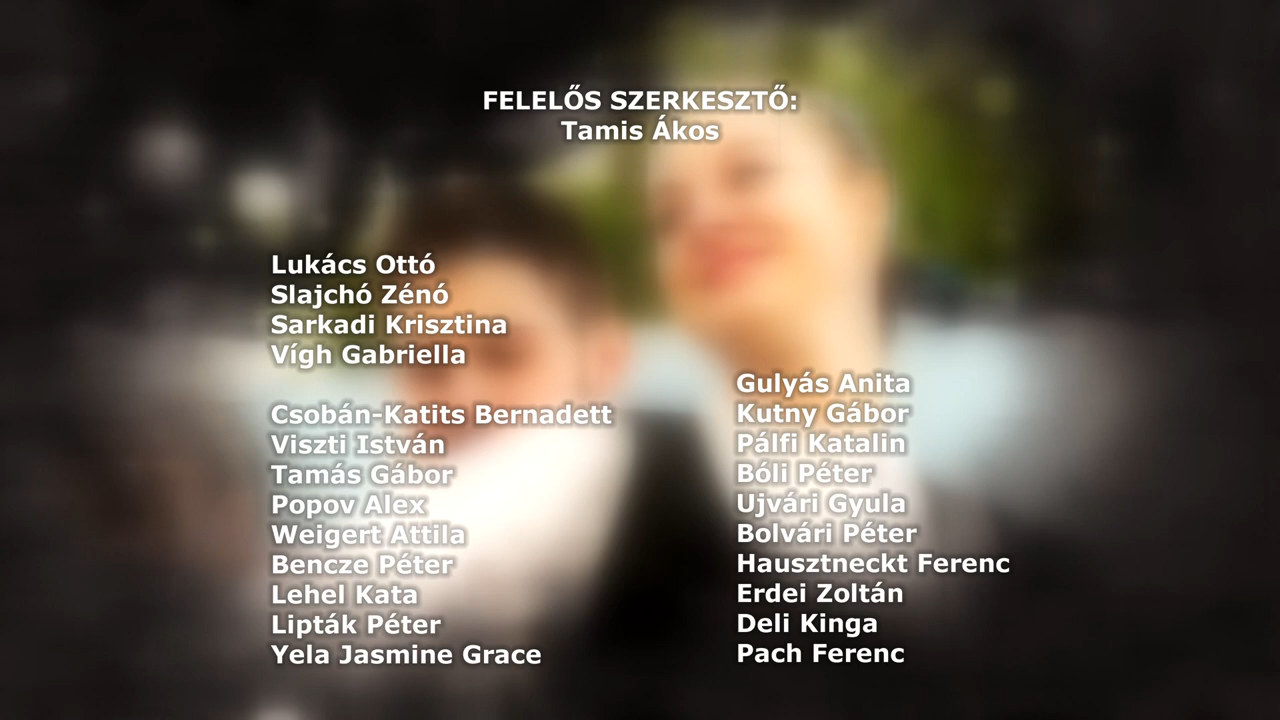 FELELŐS SZERKESZTŐ:
Tamis Ákos
Lukács Ottó
Slajchó Zénó
Sarkadi Krisztina
Vígh Gabriella
Csobán-Katits Bernadett
Viszti István
Tamás Gábor
Popov Alex
Weigert Attila
Bencze Péter
Lehel Kata
Lipták Péter
Yela Jasmine Grace
Gulyás Anita
Kutny Gábor
Pálfi Katalin
Bóli Péter
Ujvári Gyula
Bolvári Péter
Hausztneckt Ferenc
Erdei Zoltán
Deli Kinga
Pach Ferenc